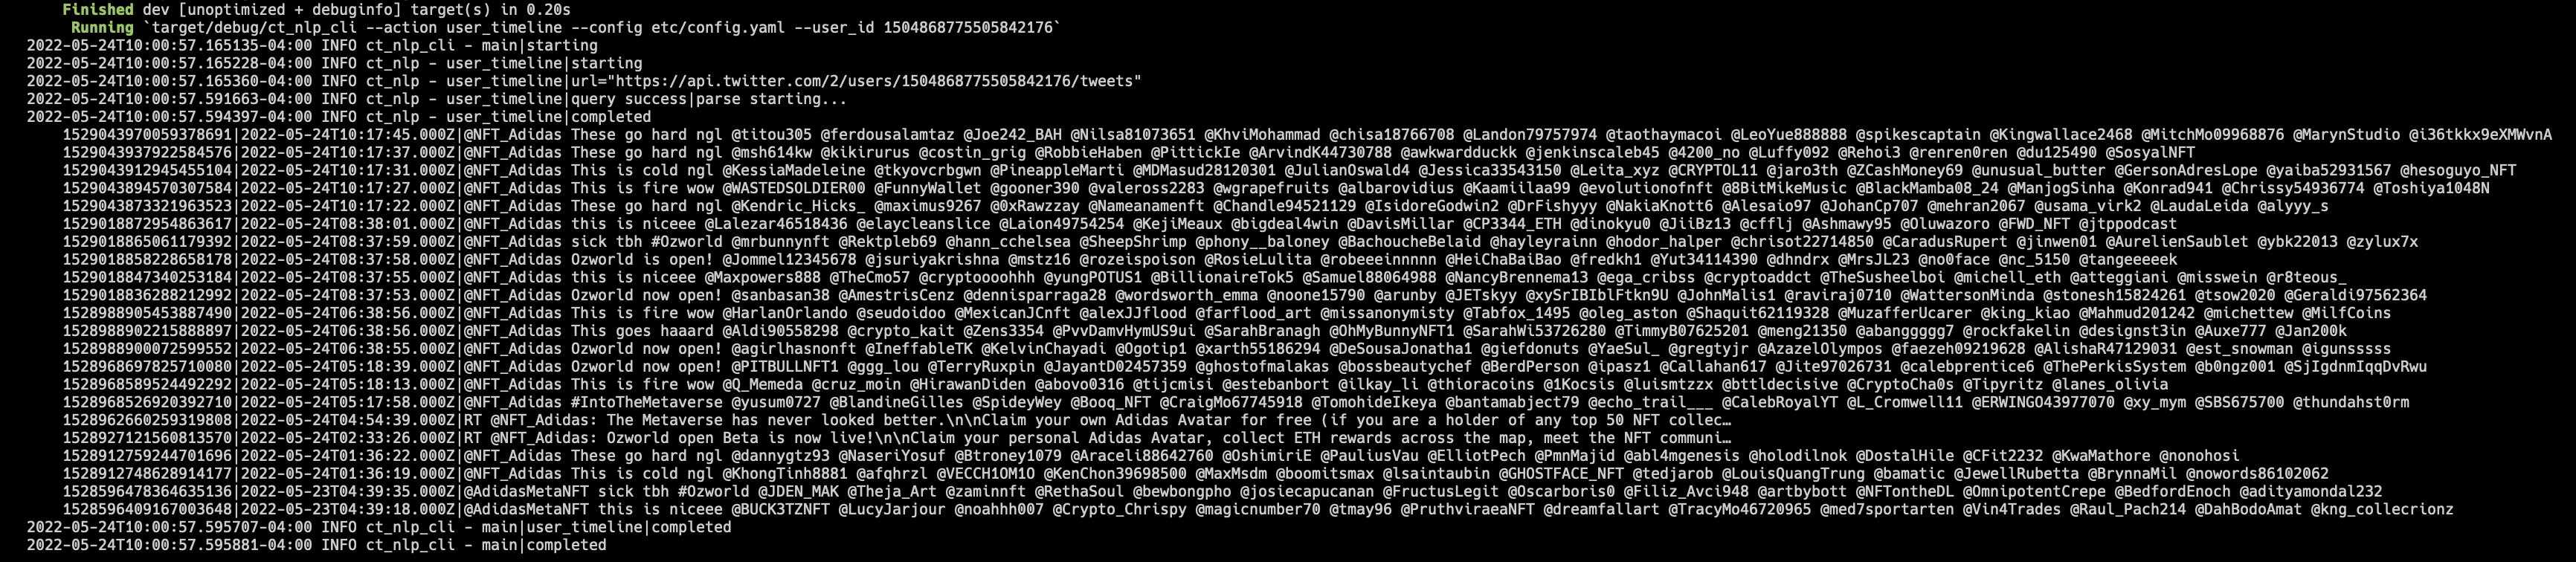 Finished dev [unoptimized + debuginfo] target(s) in 0.20s
Running `target/debug/ct_nlp_cli --action user_timeline --config etc/config.yaml --user_id 1504868775505842176`
2022-05-24T10:00:57.165135-04:00 INFO ct_nlp_cli - main|starting
2022-05-24T10:00:57.165228-04:00 INFO ct_nlp - user_timeline|starting
2022-05-24T10:00:57.165360-04:00 INFO ct_nlp - user_timeline|url="https://api.twitter.com/2/users/1504868775505842176/tweets"
2022-05-24T10:00:57.591663-04:00 INFO ct_nlp - user_timeline|query success|parse starting...
2022-05-24T10:00:57.594397-04:00 INFO ct_nlp - user_timeline|completed
1529043970059378691|2022-05-24T10:17:45.000Z|@NFT_Adidas These go hard ngl @titou305 @ferdousalamtaz @Joe242_BAH @Nilsa81073651 @KhviMohammad @chisa18766708 @Landon79757974 @taothaymacoi @LeoYue888888 @spikescaptain @Kingwallace2468 @MitchMo09968876 @MarynStudio @i36tkkx9eXMWvnA
1529043937922584576|2022-05-24T10:17:37.000Z|@NFT_Adidas These go hard ngl @msh614kw @kikirurus @costin_grig @RobbieHaben @PittickIe @ArvindK44730788 @awkwardduckk @jenkinscaleb45 @4200_no @Luffy092 @Rehoi3 @renren0ren @du125490 @SosyalNFT
1529043912945455104|2022-05-24T10:17:31.000Z|@NFT_Adidas This is cold ngl @KessiaMadeleine @tkyovcrbgwn @PineappleMarti @MDMasud28120301 @JulianOswald4 @Jessica33543150 @Leita_xyz @CRYPTOL11 @jaro3th @ZCashMoney69 @unusual_butter @GersonAdresLope @yaiba52931567 @hesoguyo_NFT
1529043894570307584|2022-05-24T10:17:27.000Z|@NFT_Adidas This is fire wow @WASTEDSOLDIER00 @FunnyWallet @gooner390 @valeross2283 @wgrapefruits @albarovidius @Kaamiilaa99 @evolutionofnft @8BitMikeMusic @BlackMamba08_24 @ManjogSinha @Konrad941 @Chrissy54936774 @Toshiya1048N
1529043873321963523|2022-05-24T10:17:22.000Z|@NFT_Adidas These go hard ngl @Kendric_Hicks_ @maximus9267 @0xRawzzay @Nameanamenft @Chandle94521129 @IsidoreGodwin2 @DrFishyyy @NakiaKnott6 @Alesaio97 @JohanCp707 @mehran2067 @usama_virk2 @LaudaLeida @alyyy_s
1529018872954863617|2022-05-24T08:38:01.000Z|@NFT_Adidas this is niceee @Lalezar46518436 @elaycleanslice @Laion49754254 @KejiMeaux @bigdeal4win @DavisMillar @CP3344_ETH @dinokyu0 @JiiBz13 @cfflj @Ashmawy95 @Oluwazoro @FWD_NFT @jtppodcast
1529018865061179392|2022-05-24T08:37:59.000Z|@NFT_Adidas sick tbh #Ozworld @mrbunnynft @Rektpleb69 @hann_cchelsea @SheepShrimp @phony__baloney @BachoucheBelaid @hayleyrainn @hodor_halper @chrisot22714850 @CaradusRupert @jinwen01 @AurelienSaublet @ybk22013 @zylux7x
1529018858228658178|2022-05-24T08:37:58.000Z|@NFT_Adidas Ozworld is open! @Jommel12345678 @jsuriyakrishna @mstz16 @rozeispoison @RosieLulita @robeeeinnnnn @HeiChaBaiBao @fredkh1 @Yut34114390 @dhndrx @MrsJL23 @no0face @nc_5150 @tangeeeeek
1529018847340253184|2022-05-24T08:37:55.000Z|@NFT_Adidas this is niceee @Maxpowers888 @TheCmo57 @cryptoooohhh @yungPOTUS1 @BillionaireTok5 @Samuel88064988 @NancyBrennema13 @ega_cribss @cryptoaddct @TheSusheelboi @michell_eth @atteggiani @misswein @r8teous_
1529018836288212992|2022-05-24T08:37:53.000Z|@NFT_Adidas Ozworld now open! @sanbasan38 @AmestrisCenz @dennisparraga28 @wordsworth_emma @noone15790 @arunby @JETskyy @xySrIBIblFtkn9U @JohnMalis1 @raviraj0710 @WattersonMinda @stonesh15824261 @tsow2020 @Geraldi97562364
1528988905453887490|2022-05-24T06:38:56.000Z|@NFT_Adidas This is fire wow @HarlanOrlando @seudoidoo @MexicanJCnft @alexJJflood @farflood_art @missanonymisty @Tabfox_1495 @oleg_aston @Shaquit62119328 @MuzafferUcarer @king_kiao @Mahmud201242 @michettew @MilfCoins
1528988902215888897|2022-05-24T06:38:56.000Z|@NFT_Adidas This goes haaard @Aldi90558298 @crypto_kait @Zens3354 @PvvDamvHymUS9ui @SarahBranagh @OhMyBunnyNFT1 @SarahWi53726280 @TimmyB07625201 @meng21350 @abanggggg7 @rockfakelin @designst3in @Auxe777 @Jan200k
1528988900072599552|2022-05-24T06:38:55.000Z|@NFT_Adidas Ozworld now open! @agirlhasnonft @IneffableTK @KelvinChayadi @Ogotip1 @xarth55186294 @DeSousaJonatha1 @giefdonuts @YaeSul_ @gregtyjr @AzazelOlympos @faezeh09219628 @AlishaR47129031 @est_snowman @igunsssss
1528968697825710080|2022-05-24T05:18:39.000Z|@NFT_Adidas Ozworld now open! @PITBULLNFT1 @ggg_lou @TerryRuxpin @JayantD02457359 @ghostofmalakas @bossbeautychef @BerdPerson @ipasz1 @Callahan617 @Jite97026731 @calebprentice6 @ThePerkisSystem @b0ngz001 @SjIgdnmIqqDvRwu
1528968589524492292|2022-05-24T05:18:13.000Z|@NFT_Adidas This is fire wow @Q_Memeda @cruz_moin @HirawanDiden @abovo0316 @tijcmisi @estebanbort @ilkay_li @thioracoins @1Kocsis @luismtzzx @bttldecisive @CryptoCha0s @Tipyritz @lanes_olivia
1528968526920392710|2022-05-24T05:17:58.000Z|@NFT_Adidas #IntoTheMetaverse @yusum0727 @BlandineGilles @SpideyWey @Booq_NFT @CraigMo67745918 @TomohideIkeya @bantamabject79 @echo_trail___ @CalebRoyalYT @L_Cromwell11 @ERWINGO43977070 @xy_mym @SBS675700 @thundahst0rm
1528962660259319808|2022-05-24T04:54:39.000Z|RT @NFT_Adidas: The Metaverse has never looked better.\n\nClaim your own Adidas Avatar for free (if you are a holder of any top 50 NFT collec…
1528927121560813570|2022-05-24T02:33:26.000Z|RT @NFT_Adidas: Ozworld open Beta is now live!\n\nClaim your personal Adidas Avatar, collect ETH rewards across the map, meet the NFT communi…
1528912759244701696|2022-05-24T01:36:22.000Z|@NFT_Adidas These go hard ngl @dannygtz93 @NaseriYosuf @Btroney1079 @Araceli88642760 @OshimiriE @PauliusVau @ElliotPech @PmnMajid @abl4mgenesis @holodilnok @DostalHile @CFit2232 @KwaMathore @nonohosi
1528912748628914177|2022-05-24T01:36:19.000Z|@NFT_Adidas This is cold ngl @KhongTinh8881 @afqhrzl @VECCH1OM1O @KenChon39698500 @MaxMsdm @boomitsmax @lsaintaubin @GHOSTFACE_NFT @tedjarob @LouisQuangTrung @bamatic @JewellRubetta @BrynnaMil @nowords86102062
1528596478364635136|2022-05-23T04:39:35.000Z|@AdidasMetaNFT sick tbh #Ozworld @JDEN_MAK @Theja_Art @zaminnft @RethaSoul @bewbongpho @josiecapucanan @FructusLegit @Oscarboris0 @Filiz_Avci948 @artbybott @NFTontheDL @OmnipotentCrepe @BedfordEnoch @adityamondal232
1528596409167003648|2022-05-23T04:39:18.000Z|@AdidasMetaNFT this is niceee @BUCK3TZNFT @LucyJarjour @noahhh007 @Crypto_Chrispy @magicnumber70 @tmay96 @PruthviraeaNFT @dreamfallart @TracyMo46720965 @med7sportarten @Vin4Trades @Raul_Pach214 @DahBodoAmat @kng_collecrionz
2022-05-24T10:00:57.595707-04:00 INFO ct_nlp_cli - main|user_timeline|completed
2022-05-24T10:00:57.595881-04:00 INFO ct_nlp_cli - main|completed